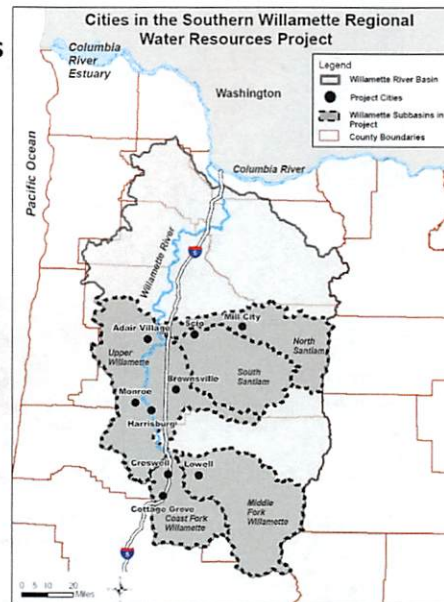 s
Cities in the Southern Willamette Regional
Water Resources Project
Columbia
River
Estuary
Washington
Legend
Willamette River Basin
Project Cities
Willamette Subbasins in
Project
County Boundaries
Pacific Ocean
Columbia River
Willamette River
5
Adair Village
Scio
Mill City
Upper
Willamette
North
Santiam
South
Santiam
Monroe
Brownsville
Harrisburg
Creswell
Lowell
Cottage Grove
Coast Fork
Willamette
Middle
Fork
Willamette
5
0 5 10 20
Miles